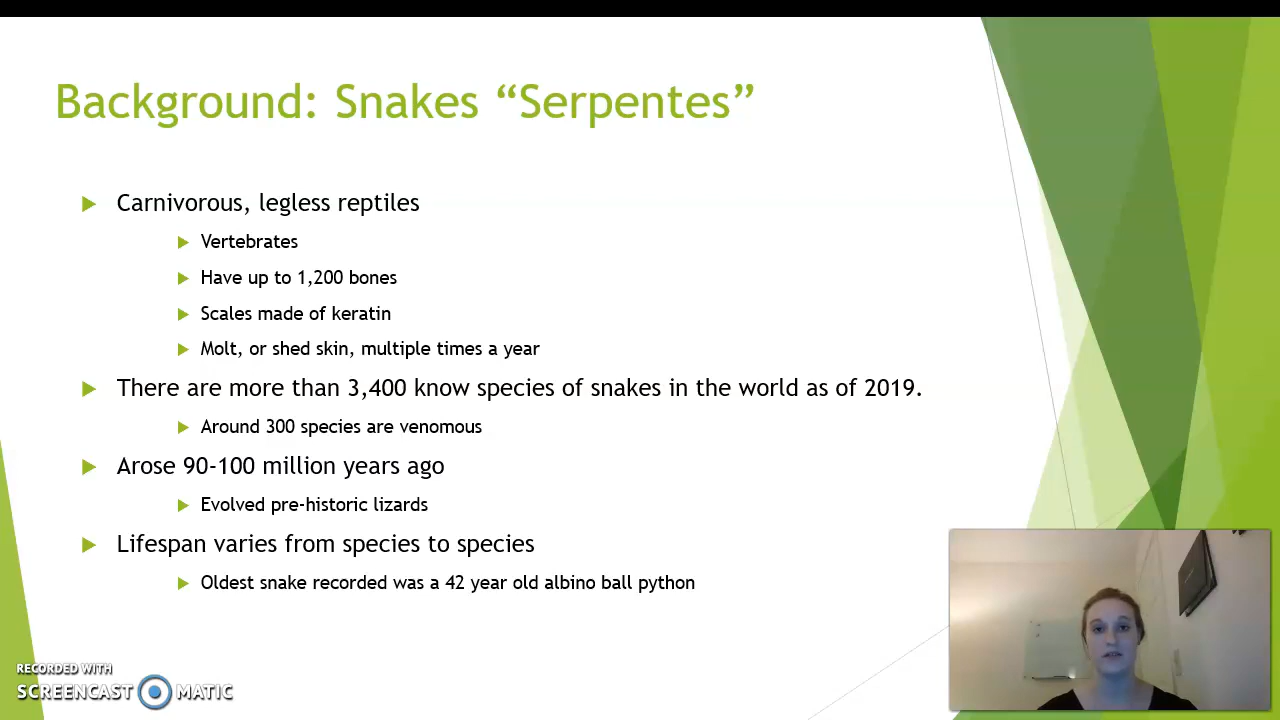 Background: Snakes “Serpentes”
Carnivorous, legless reptiles
Vertebrates
Have up to 1,200 bones
Scales made of keratin
Molt, or shed skin, multiple times a year
There are more than 3,400 know species of snakes in the world as of 2019.
Around 300 species are venomous
Arose 90-100 million years ago
Evolved pre-historic lizards
Lifespan varies from species to species
Oldest snake recorded was a 42 year old albino ball python
RECORDED WITH
SCREENCAST MATIC